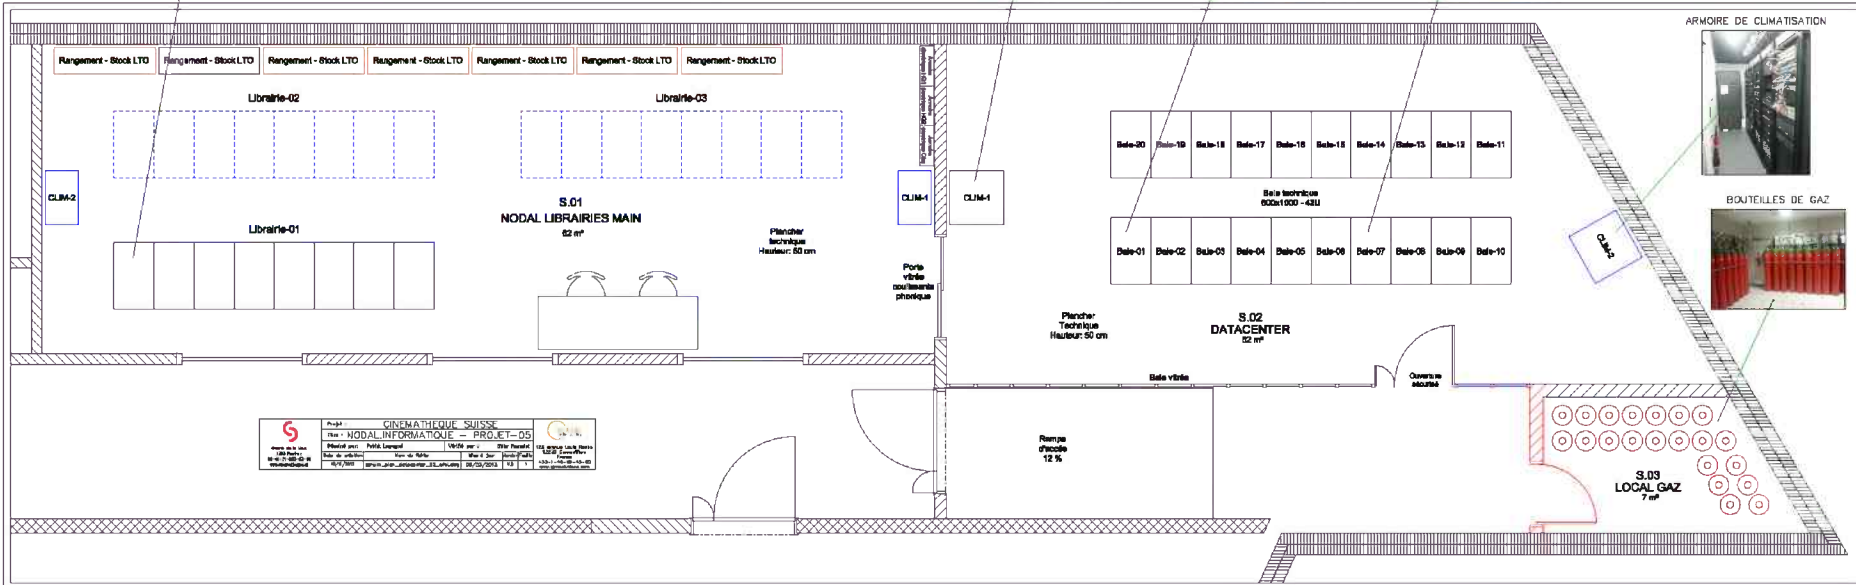 ARMOIRE DE CLIMATISATION
Rangement - Stock LTO
Rangement - Stock LTO
Rangement - Stock LTO
Rangement - Stock LTO
Rangement - Stock LTO
Rangement - Stock LTO
Rangement - Stock LTO
Librairie-02
Librairie-03
Baie-20
Baie-19
Baie-18
Baie-17
Baie-16
Baie-15
Baie-14
Baie-13
Baie-12
Baie-11
CLIM-2
CLIM-1
CLIM-1
Baie technique
600x1000 - 42U
BOUTEILLES DE GAZ
S.01
NODAL LIBRAIRIES MAIN
62 m²
Librairie-01
Plancher
technique
Hauteur: 50 cm
Baie-01
Baie-02
Baie-03
Baie-04
Baie-05
Baie-06
Baie-07
Baie-08
Baie-09
Baie-10
CLIM-2
Porte
vitrée
coulissante
phonique
Plancher
Technique
Hauteur: 50 cm
S.02
DATACENTER
52 m²
Baie vitrée
Ouverture
sécurisé
CINEMATHEQUE SUISSE
NODAL INFORMATIQUE - PROJET-05
Rampe
d'accès
12 %
S.03
LOCAL GAZ
7 m²